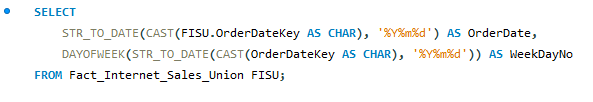 SELECT
STR_TO_DATE(CAST(FISU.OrderDateKey AS CHAR), '%Y%m%d') AS OrderDate,
DAYOFWEEK(STR_TO_DATE(CAST(OrderDateKey AS CHAR), '%Y%m%d')) AS WeekDayNo
FROM Fact_Internet_Sales_Union FISU;